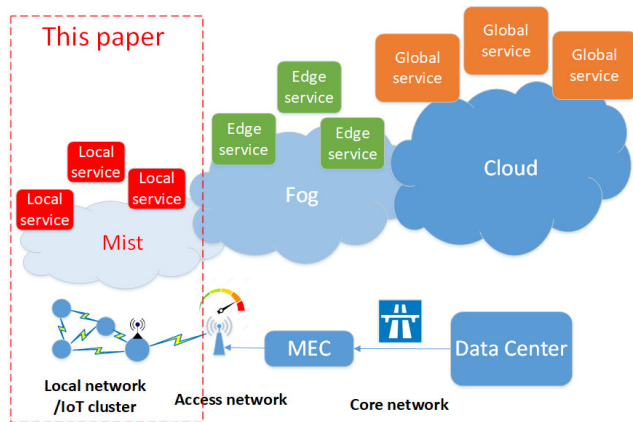 This paper
Global
service
Global
service
Global
service
Edge
service
Edge
service
Edge
service
Local
service
Local
service
Local
service
Cloud
Fog
Mist
MEC
Data Center
Local network
/IoT cluster
Access network
Core network